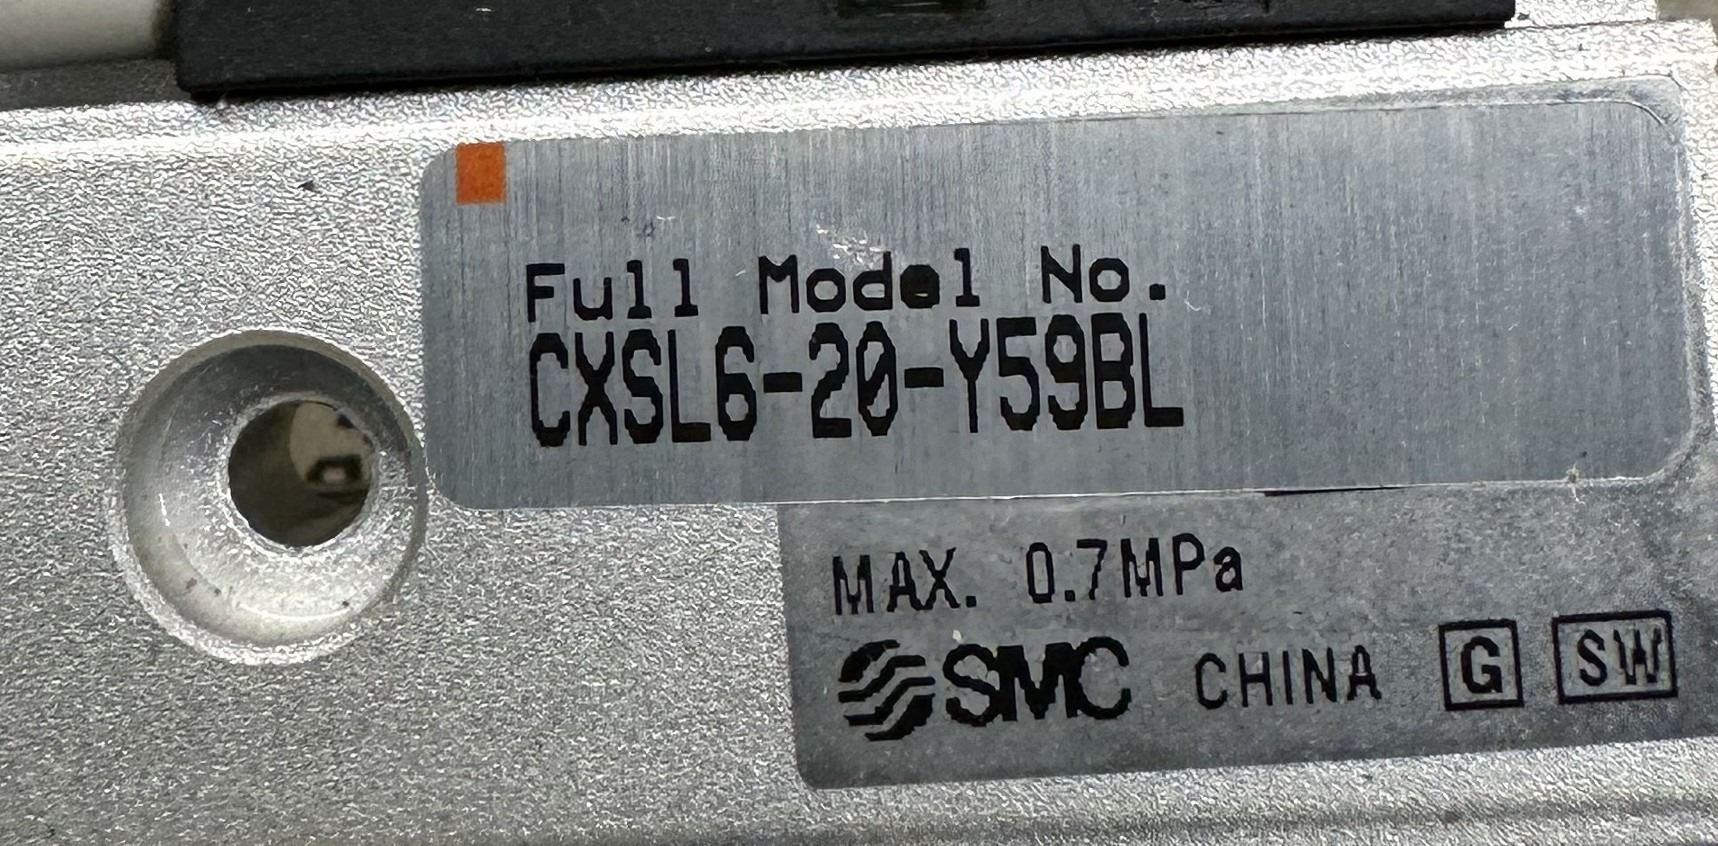 Full Model No.
CXSL6-20-Y59BL
MAX. 0.7MPa
SMC CHINA G SW